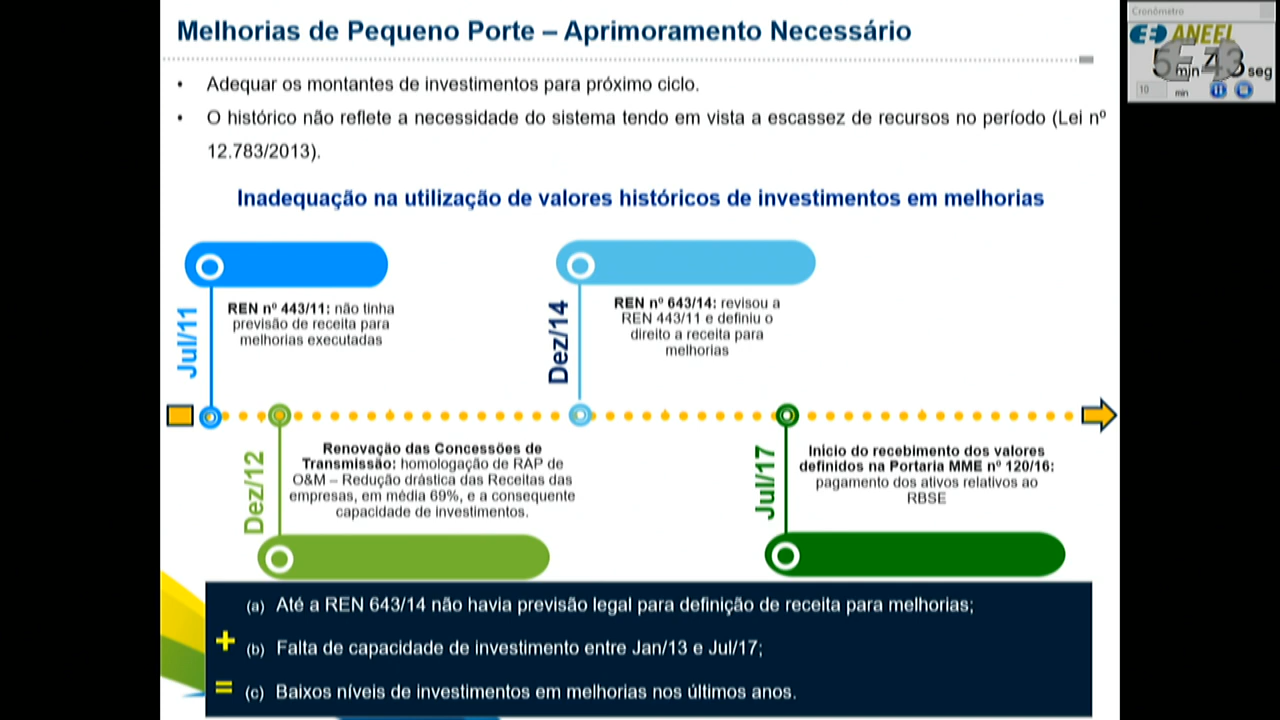 Melhorias de Pequeno Porte – Aprimoramento Necessário
• Adequar os montantes de investimentos para próximo ciclo.
• O histórico não reflete a necessidade do sistema tendo em vista a escassez de recursos no período (Lei nº
12.783/2013).
Inadequação na utilização de valores históricos de investimentos em melhorias
Jul/11
REN nº 443/11: não tinha
previsão de receita para
melhorias executadas
Dez/14
REN nº 643/14: revisou a
REN 443/11 e definiu o
direito a receita para
melhorias
Dez/12
Renovação das Concessões de
Transmissão: homologação de RAP de
O&M – Redução drástica das Receitas das
empresas, em média 69%, e a consequente
capacidade de investimentos.
Jul/17
Início do recebimento dos valores
definidos na Portaria MME nº 120/16:
pagamento dos ativos relativos ao
RBSE
(a) Até a REN 643/14 não havia previsão legal para definição de receita para melhorias;
+ (b) Falta de capacidade de investimento entre Jan/13 e Jul/17;
= (c) Baixos níveis de investimentos em melhorias nos últimos anos.
Cronômetro
ANEEL
min seg
10 min